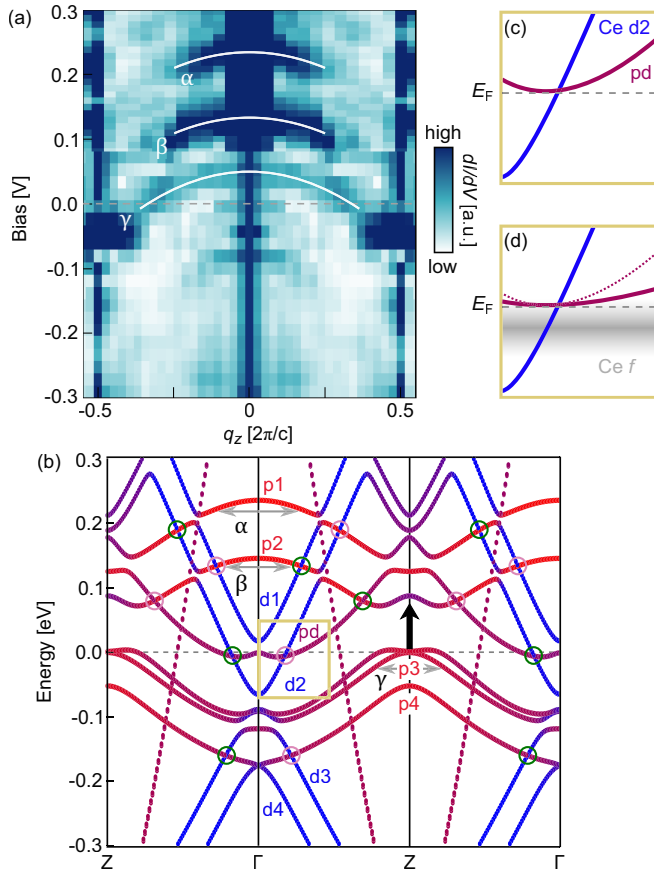 (a)
0.3
0.2
0.1
0.0
-0.1
-0.2
-0.3
Bias [V]
α
β
γ
-0.5
0
0.5
q_z [2π/c]
high
low
dI/dV [a.u.]
(c)
Ce d2
pd
E_F
(d)
E_F
Ce f
(b)
0.3
0.2
0.1
0.0
-0.1
-0.2
-0.3
Energy [eV]
p1
α
p2
β
d1
pd
d2
p3
γ
p4
d3
d4
Z
Γ
Z
Γ